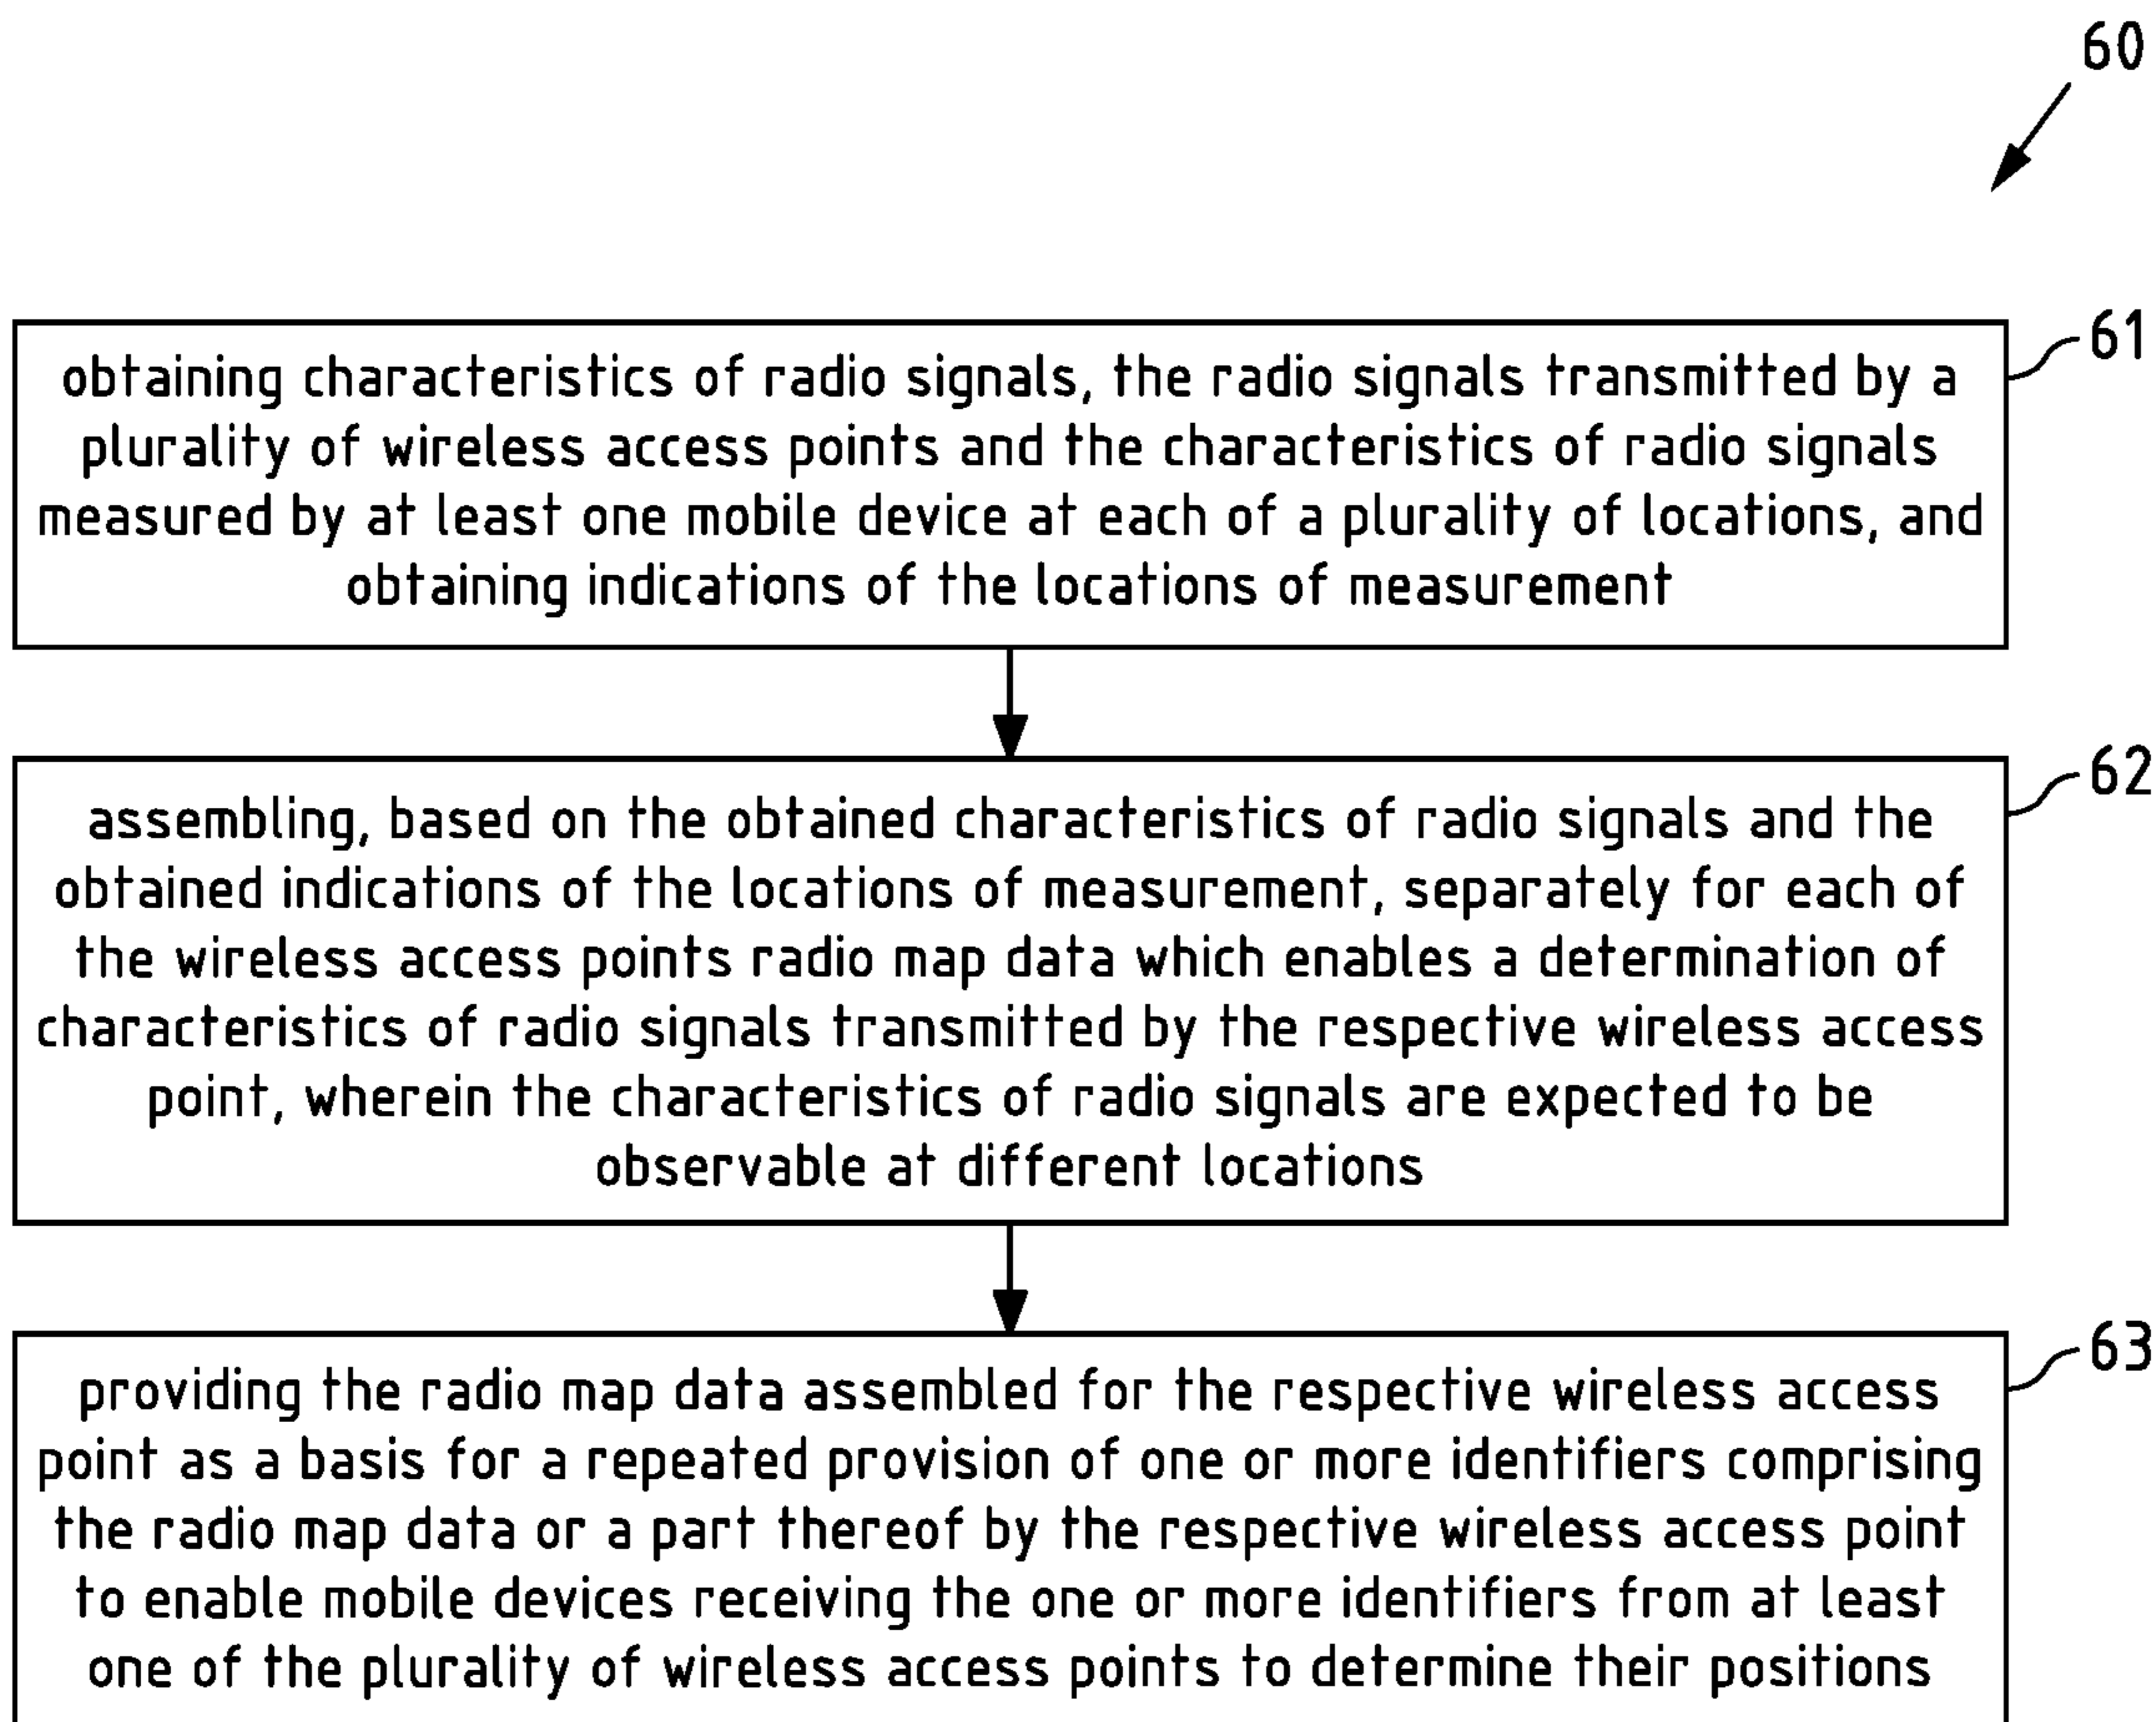 60
61
obtaining characteristics of radio signals, the radio signals transmitted by a
plurality of wireless access points and the characteristics of radio signals
measured by at least one mobile device at each of a plurality of locations, and
obtaining indications of the locations of measurement
62
assembling, based on the obtained characteristics of radio signals and the
obtained indications of the locations of measurement, separately for each of
the wireless access points radio map data which enables a determination of
characteristics of radio signals transmitted by the respective wireless access
point, wherein the characteristics of radio signals are expected to be
observable at different locations
63
providing the radio map data assembled for the respective wireless access
point as a basis for a repeated provision of one or more identifiers comprising
the radio map data or a part thereof by the respective wireless access point
to enable mobile devices receiving the one or more identifiers from at least
one of the plurality of wireless access points to determine their positions